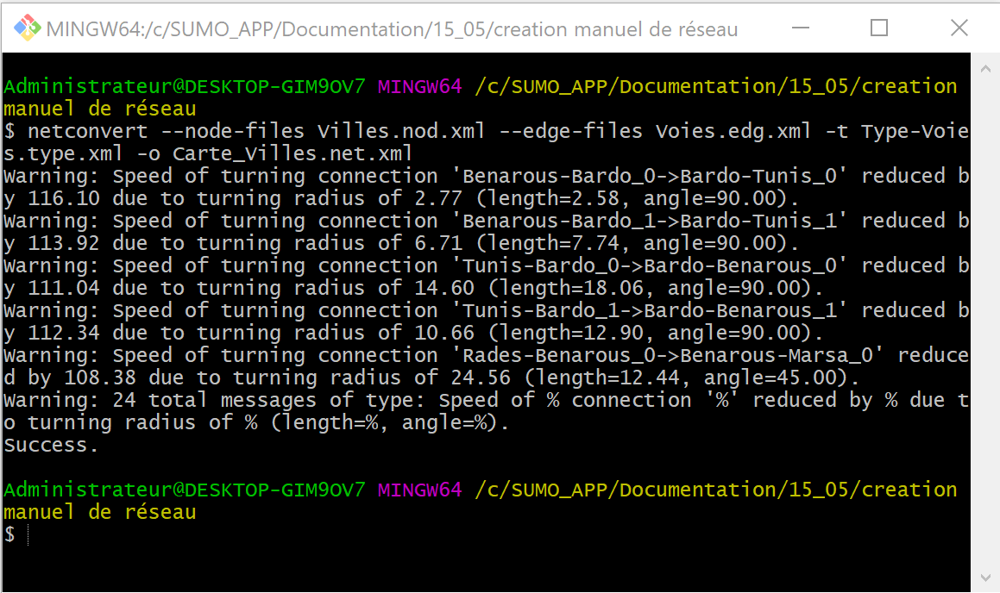 MINGW64:/c/SUMO_APP/Documentation/15_05/creation manuel de réseau
Administrateur@DESKTOP-GIM9OV7 MINGW64 /c/SUMO_APP/Documentation/15_05/creation
manuel de réseau
$ netconvert --node-files Villes.nod.xml --edge-files Voies.edg.xml -t Type-Voie
s.type.xml -o Carte_Villes.net.xml
Warning: Speed of turning connection 'Benarous-Bardo_0->Bardo-Tunis_0' reduced b
y 116.10 due to turning radius of 2.77 (length=2.58, angle=90.00).
Warning: Speed of turning connection 'Benarous-Bardo_1->Bardo-Tunis_1' reduced b
y 113.92 due to turning radius of 6.71 (length=7.74, angle=90.00).
Warning: Speed of turning connection 'Tunis-Bardo_0->Bardo-Benarous_0' reduced b
y 111.04 due to turning radius of 14.60 (length=18.06, angle=90.00).
Warning: Speed of turning connection 'Tunis-Bardo_1->Bardo-Benarous_1' reduced b
y 112.34 due to turning radius of 10.66 (length=12.90, angle=90.00).
Warning: Speed of turning connection 'Rades-Benarous_0->Benarous-Marsa_0' reduce
d by 108.38 due to turning radius of 24.56 (length=12.44, angle=45.00).
Warning: 24 total messages of type: Speed of % connection '%' reduced by % due t
o turning radius of % (length=%, angle=%).
Success.
Administrateur@DESKTOP-GIM9OV7 MINGW64 /c/SUMO_APP/Documentation/15_05/creation
manuel de réseau
$